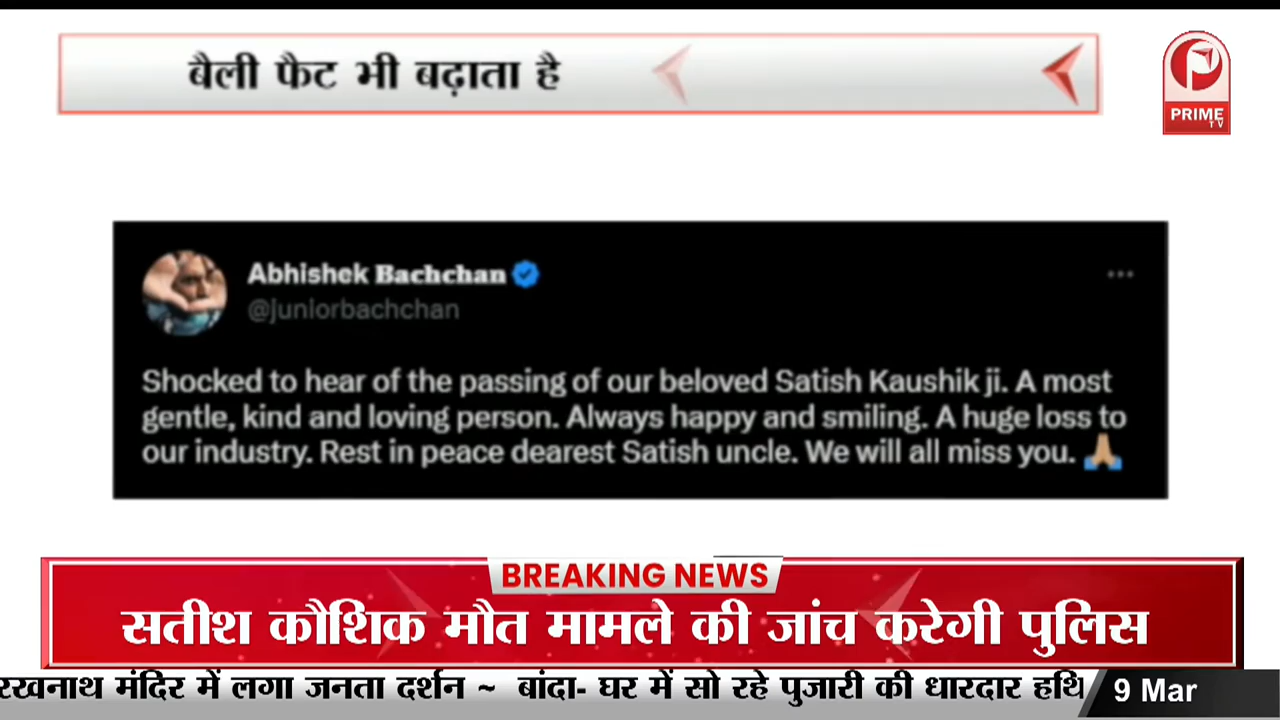 बैली फैट भी बढ़ाता है
PRIME
TV
Abhishek Bachchan
@juniorbachchan
Shocked to hear of the passing of our beloved Satish Kaushik ji. A most
gentle, kind and loving person. Always happy and smiling. A huge loss to
our industry. Rest in peace dearest Satish uncle. We will all miss you. 🙏🏽
BREAKING NEWS
सतीश कौशिक मौत मामले की जांच करेगी पुलिस
रखनाथ मंदिर में लगा जनता दर्शन ~ बांदा- घर में सो रहे पुजारी की धारदार हथि
9 Mar